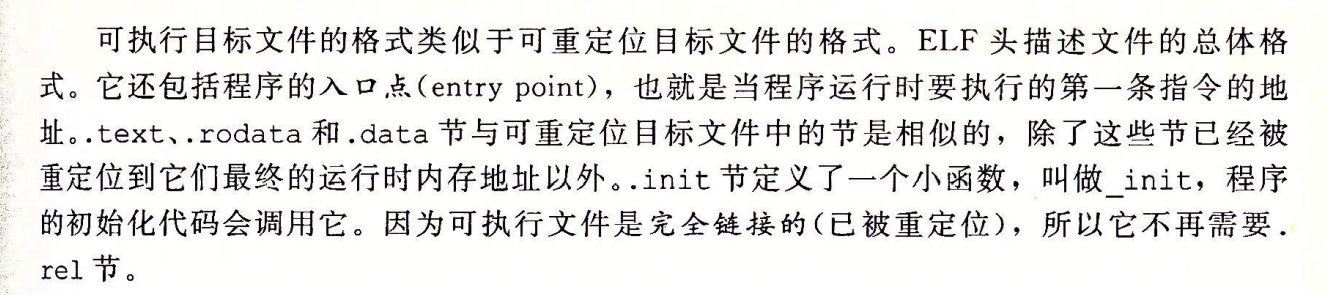 可执行目标文件的格式类似于可重定位目标文件的格式。ELF 头描述文件的总体格
式。它还包括程序的入口点(entry point)，也就是当程序运行时要执行的第一条指令的地
址。.text、.rodata 和.data 节与可重定位目标文件中的节是相似的，除了这些节已经被
重定位到它们最终的运行时内存地址以外。.init 节定义了一个小函数，叫做_init，程序
的初始化代码会调用它。因为可执行文件是完全链接的(已被重定位)，所以它不再需要.
rel 节。